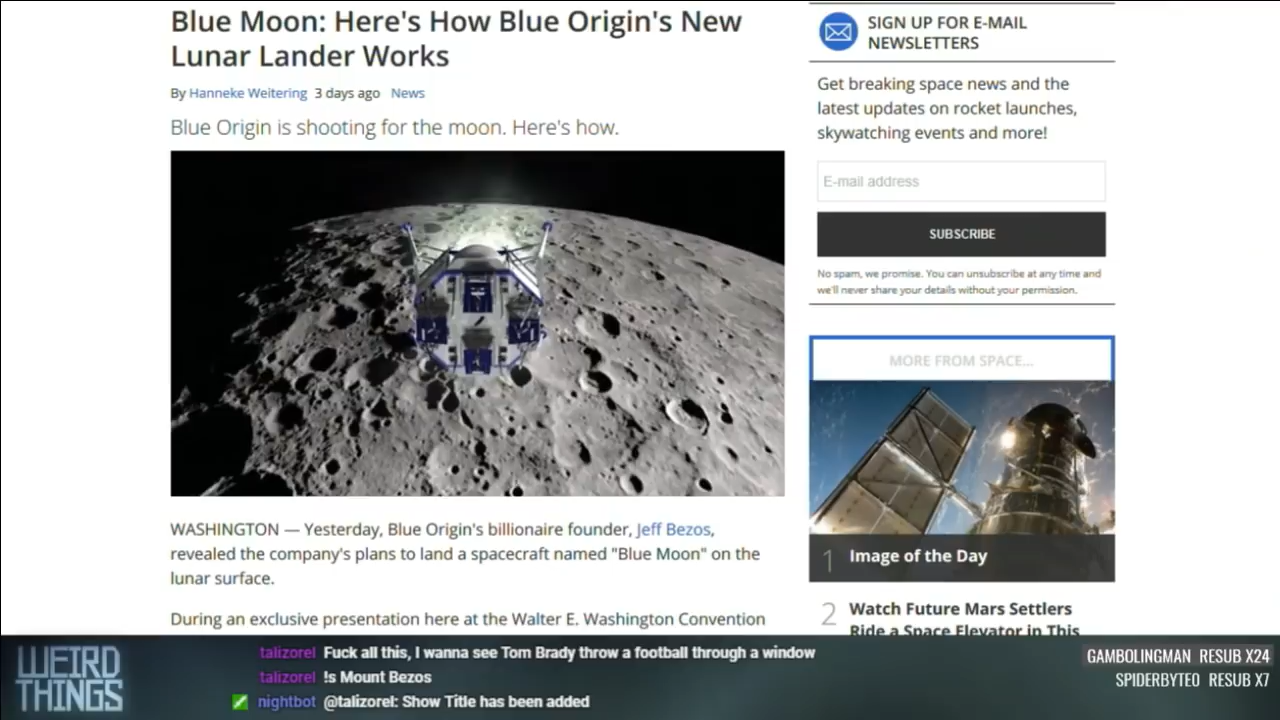 Blue Moon: Here's How Blue Origin's New
Lunar Lander Works
By Hanneke Weitering 3 days ago News
Blue Origin is shooting for the moon. Here's how.
WASHINGTON — Yesterday, Blue Origin's billionaire founder, Jeff Bezos,
revealed the company's plans to land a spacecraft named "Blue Moon" on the
lunar surface.
During an exclusive presentation here at the Walter E. Washington Convention
SIGN UP FOR E-MAIL
NEWSLETTERS
Get breaking space news and the
latest updates on rocket launches,
skywatching events and more!
E-mail address
SUBSCRIBE
No spam, we promise. You can unsubscribe at any time and
we'll never share your details without your permission.
MORE FROM SPACE...
1 Image of the Day
2 Watch Future Mars Settlers
Ride a Space Elevator in This
WEIRD
THINGS
talizorel Fuck all this, I wanna see Tom Brady throw a football through a window
talizorel !s Mount Bezos
nightbot @talizorel: Show Title has been added
GAMBOLINGMAN RESUB X24
SPIDERBYTEO RESUB X7